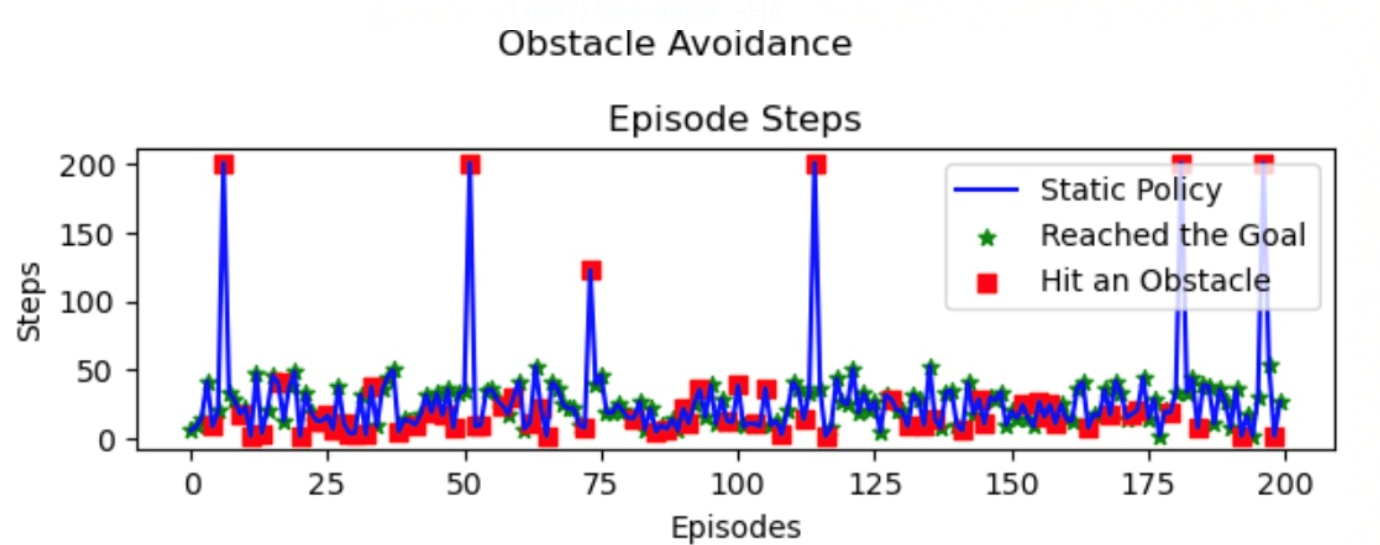 Obstacle Avoidance
Episode Steps
200
150
100
50
0
Steps
Static Policy
Reached the Goal
Hit an Obstacle
0 25 50 75 100 125 150 175 200
Episodes